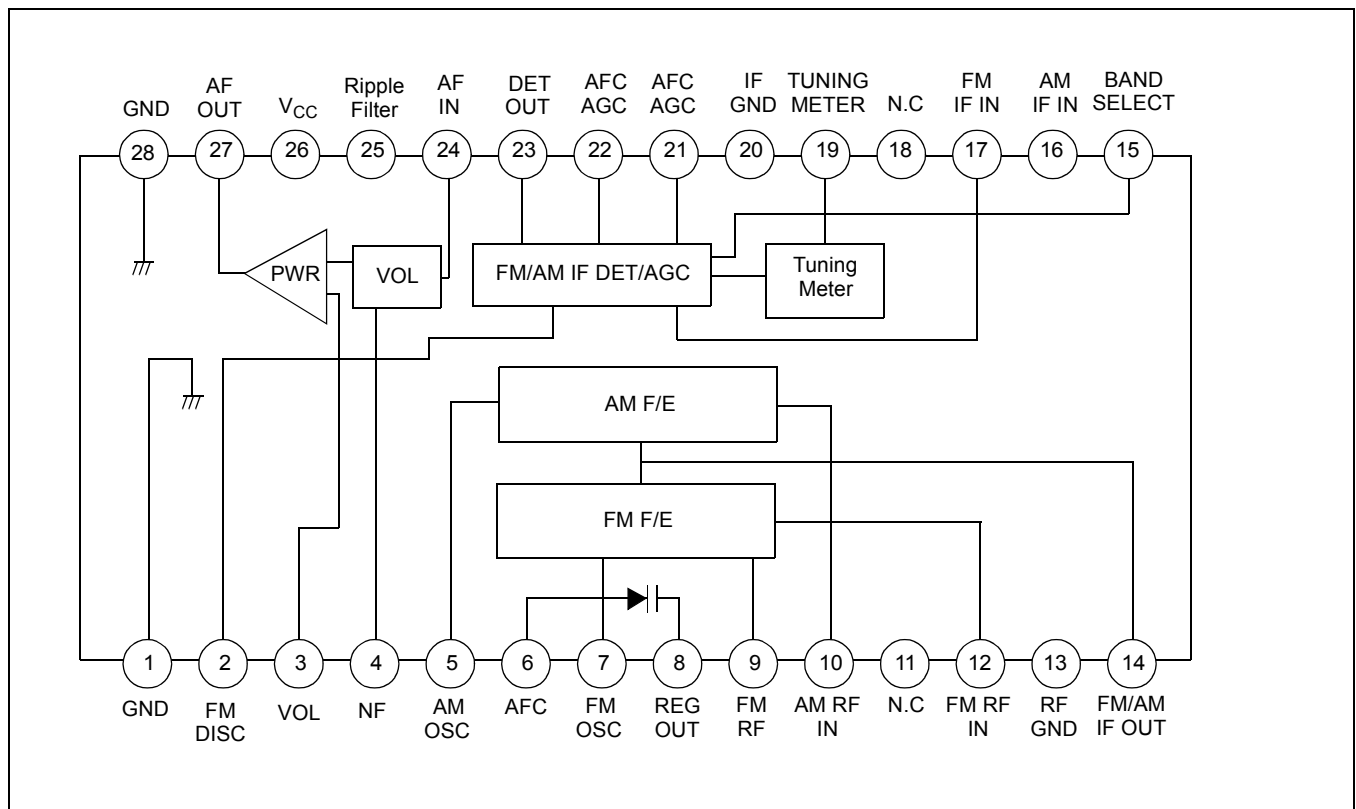 GND
AF
OUT
VCC
Ripple
Filter
AF
IN
DET
OUT
AFC
AGC
AFC
AGC
IF
GND
TUNING
METER
N.C
FM
IF IN
AM
IF IN
BAND
SELECT
28
27
26
25
24
23
22
21
20
19
18
17
16
15
PWR
VOL
FM/AM IF DET/AGC
Tuning
Meter
AM F/E
FM F/E
1
2
3
4
5
6
7
8
9
10
11
12
13
14
GND
FM
DISC
VOL
NF
AM
OSC
AFC
FM
OSC
REG
OUT
FM
RF
AM RF
IN
N.C
FM RF
IN
RF
GND
FM/AM
IF OUT